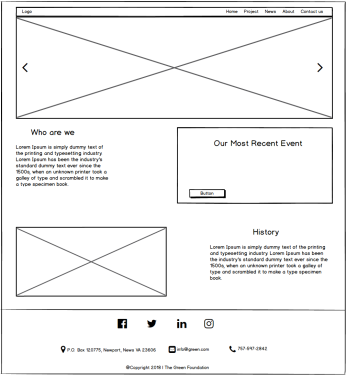 Logo Home Project News About Contact us
Who are we
Lorem Ipsum is simply dummy text of
the printing and typesetting industry.
Lorem Ipsum has been the industry's
standard dummy text ever since the
1500s, when an unknown printer took a
galley of type and scrambled it to make
a type specimen book.
Our Most Recent Event
Button
History
Lorem Ipsum is simply dummy text of the printing
and typesetting industry. Lorem Ipsum has been
the industry's standard dummy text ever since the
1500s, when an unknown printer took a galley of
type and scrambled it to make a type specimen
book.
P.O. Box 120775, Newport, News VA 23606 info@green.com 757-597-2842
©Copyright 2018 | The Green Foundation